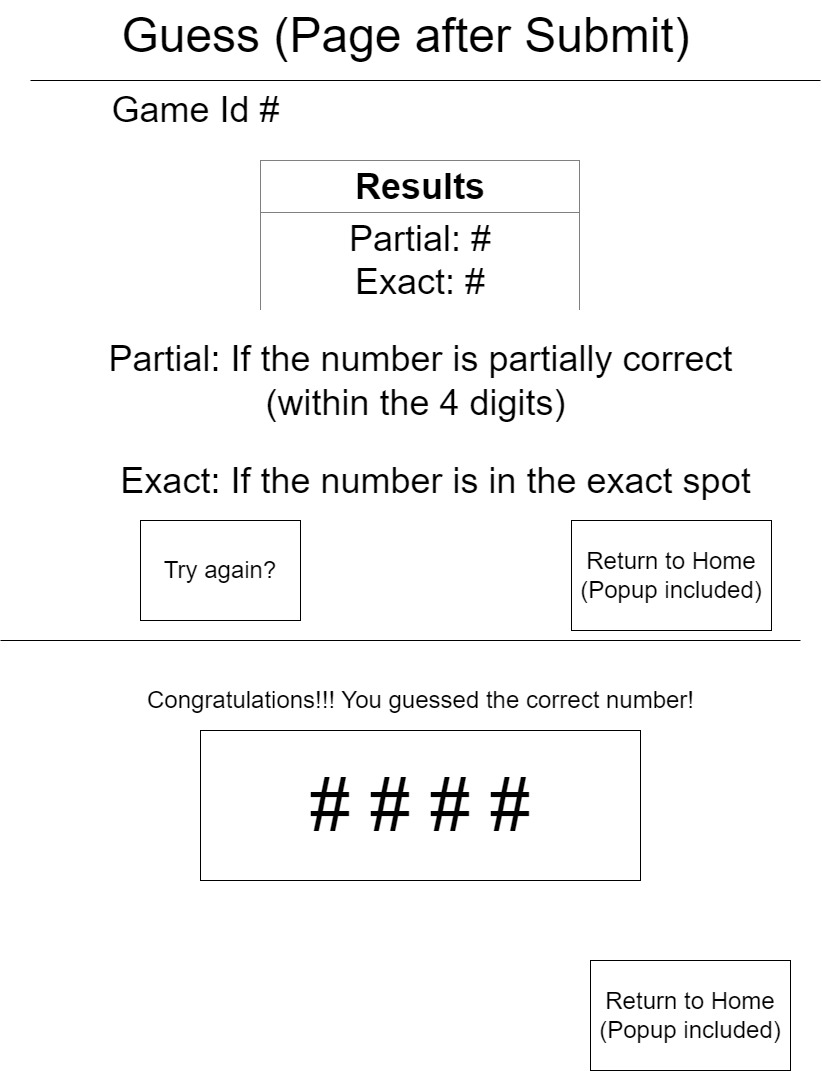 Guess (Page after Submit)
Game Id #
Results
Partial: #
Exact: #
Partial: If the number is partially correct
(within the 4 digits)
Exact: If the number is in the exact spot
Try again?
Return to Home
(Popup included)
Congratulations!!! You guessed the correct number!
# # # #
Return to Home
(Popup included)